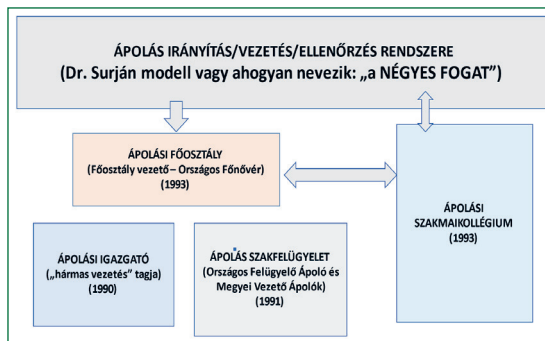 ÁPOLÁS IRÁNYÍTÁS/VEZETÉS/ELLENŐRZÉS RENDSZERE
(Dr. Surján modell vagy ahogyan nevezik: „a NÉGYES FOGAT”)
ÁPOLÁSI FŐOSZTÁLY
(Főosztály vezető – Országos Főnővér)
(1993)
ÁPOLÁSI
SZAKMAIKOLLÉGIUM
(1993)
ÁPOLÁSI IGAZGATÓ
(„hármas vezetés” tagja)
(1990)
ÁPOLÁS SZAKFELÜGYELET
(Országos Felügyelő Ápoló és
Megyei Vezető Ápolók)
(1991)